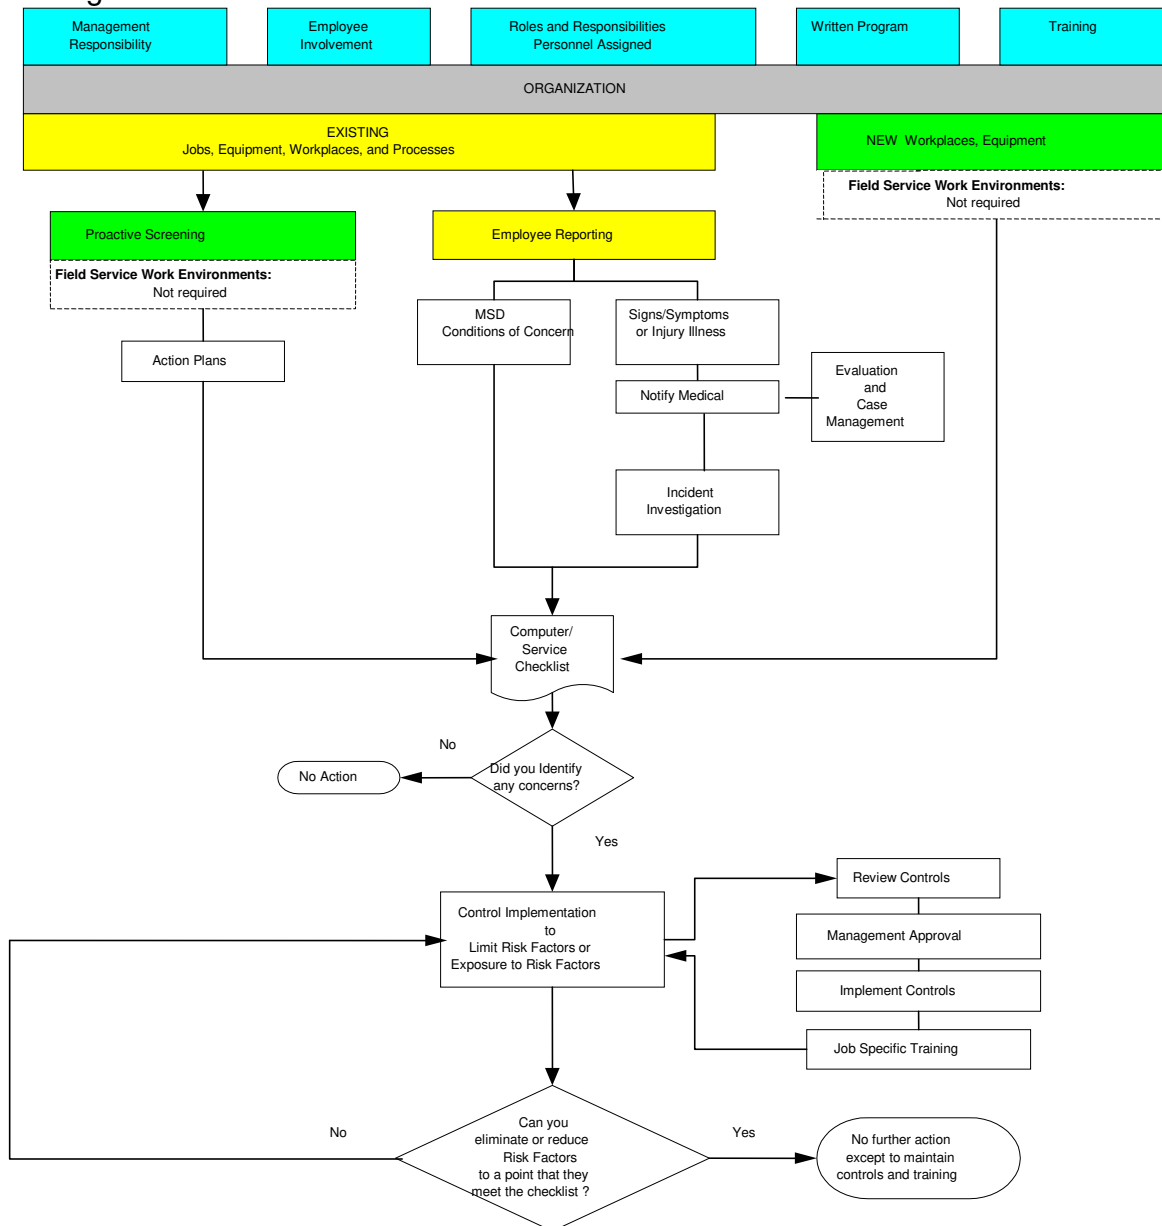 Management
Responsibility
Employee
Involvement
Roles and Responsibilities
Personnel Assigned
Written Program
Training
ORGANIZATION
EXISTING
Jobs, Equipment, Workplaces, and Processes
NEW Workplaces, Equipment
Field Service Work Environments:
Not required
Proactive Screening
Field Service Work Environments:
Not required
Employee Reporting
MSD
Conditions of Concern
Signs/Symptoms
or Injury Illness
Action Plans
Notify Medical
Evaluation
and
Case
Management
Incident
Investigation
Computer/
Service
Checklist
No
Did you Identify
any concerns?
No Action
Yes
Control Implementation
to
Limit Risk Factors or
Exposure to Risk Factors
Review Controls
Management Approval
Implement Controls
Job Specific Training
No
Can you
eliminate or reduce
Risk Factors
to a point that they
meet the checklist ?
Yes
No further action
except to maintain
controls and training